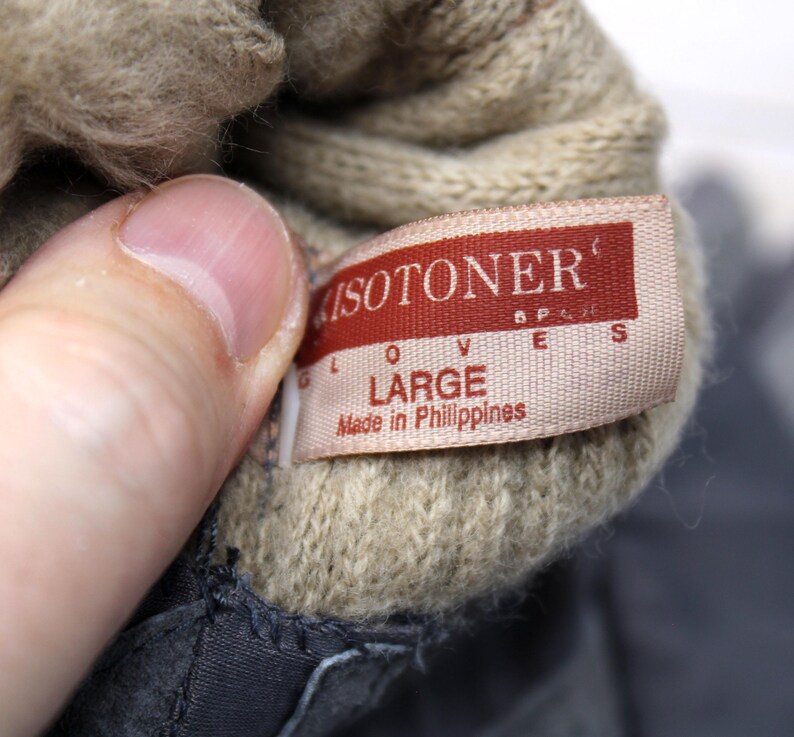 ISOTONER
GLOVES
LARGE
Made in Philippines